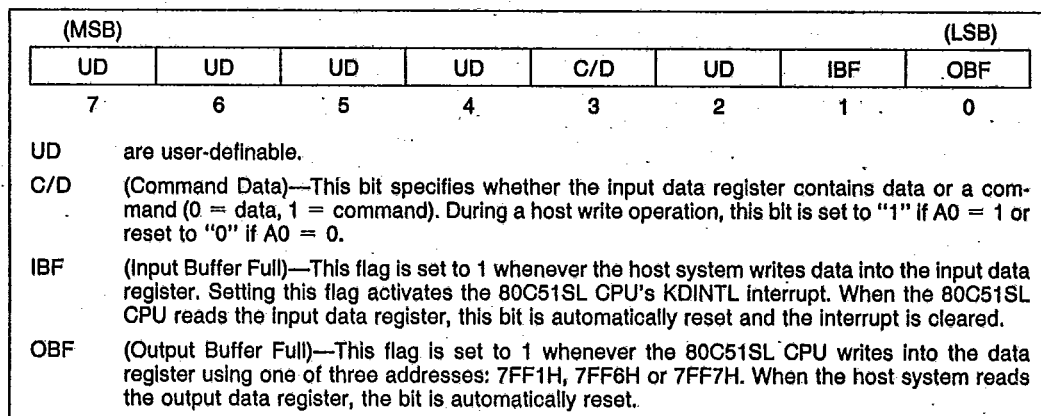 (MSB) (LSB)
UD UD UD UD C/D UD IBF OBF
7 6 5 4 3 2 1 0
UD are user-definable.
C/D (Command Data)—This bit specifies whether the input data register contains data or a com-
mand (0 = data, 1 = command). During a host write operation, this bit is set to "1" if A0 = 1 or
reset to "0" if A0 = 0.
IBF (Input Buffer Full)—This flag is set to 1 whenever the host system writes data into the input data
register. Setting this flag activates the 80C51SL CPU's KDINTL interrupt. When the 80C51SL
CPU reads the input data register, this bit is automatically reset and the interrupt is cleared.
OBF (Output Buffer Full)—This flag is set to 1 whenever the 80C51SL CPU writes into the data
register using one of three addresses: 7FF1H, 7FF6H or 7FF7H. When the host system reads
the output data register, the bit is automatically reset.